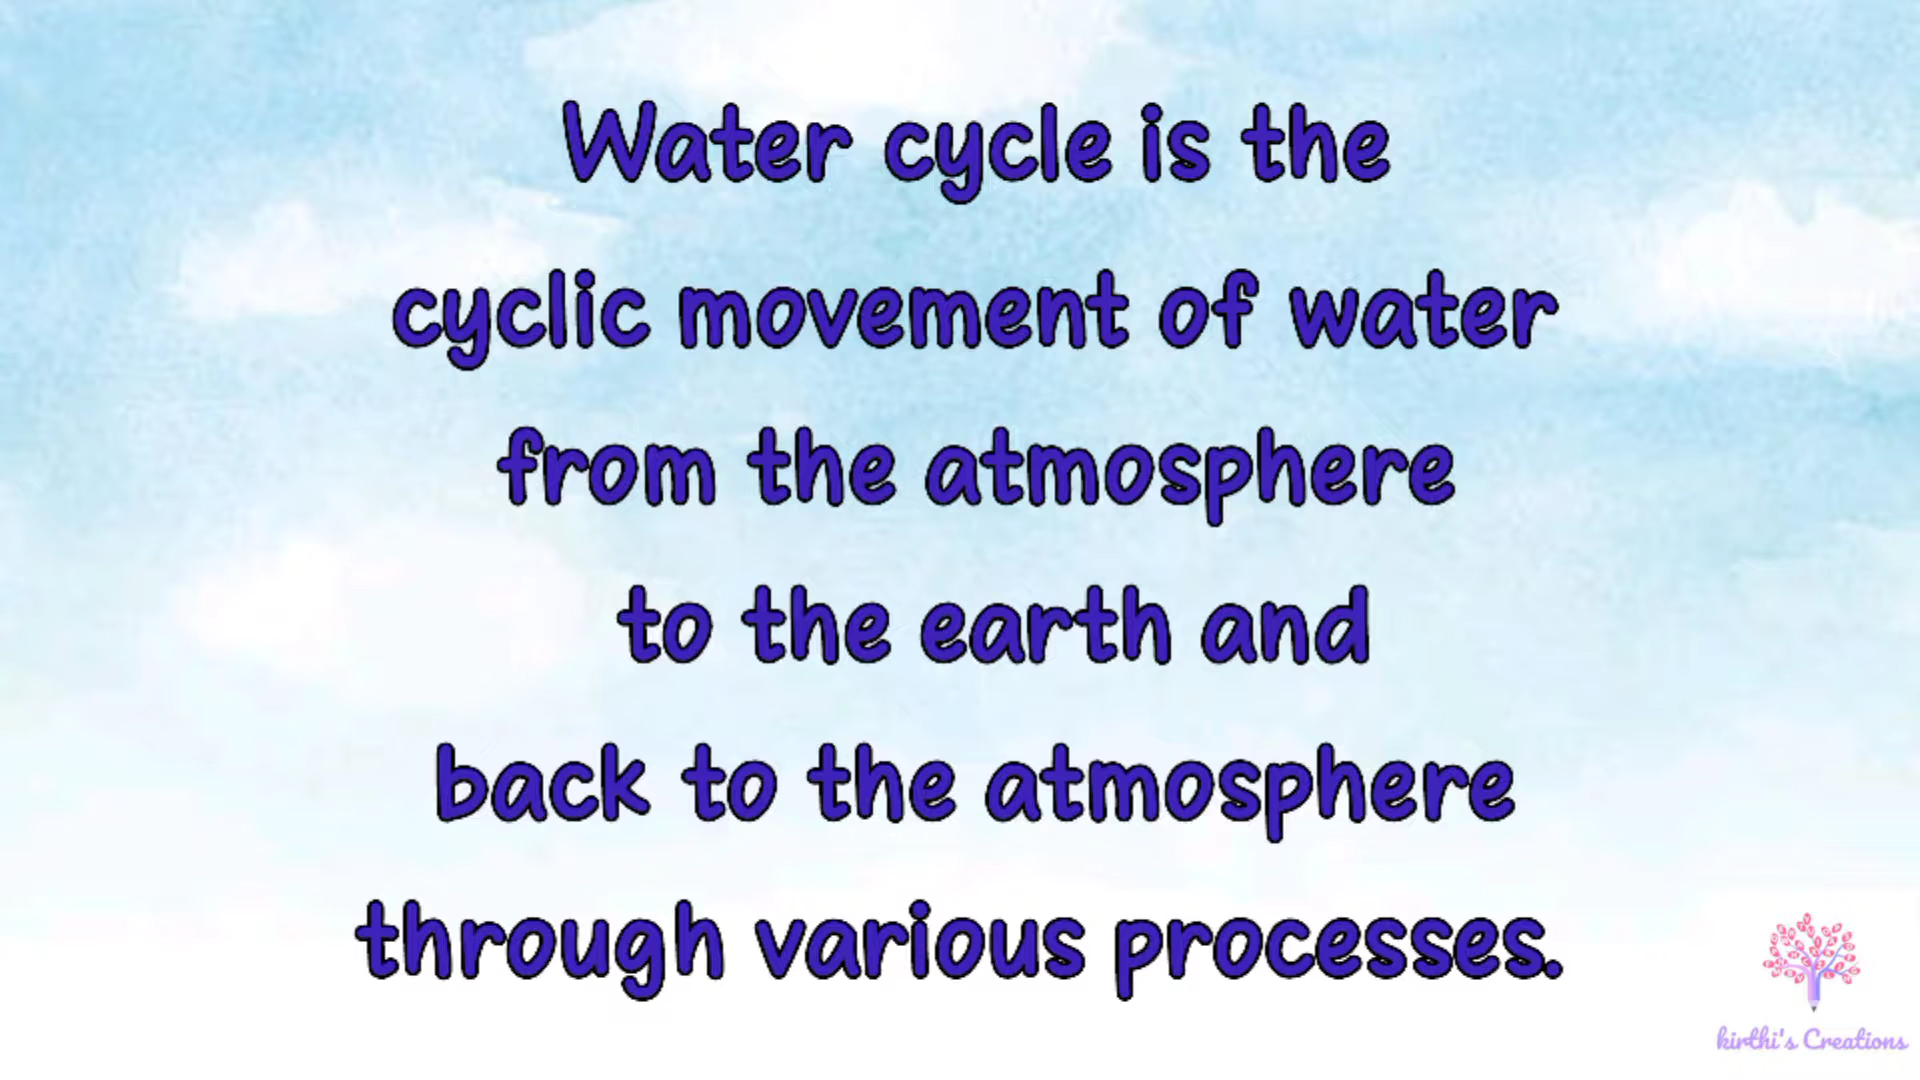 Water cycle is the
cyclic movement of water
from the atmosphere
to the earth and
back to the atmosphere
through various processes.
kirthi's Creations